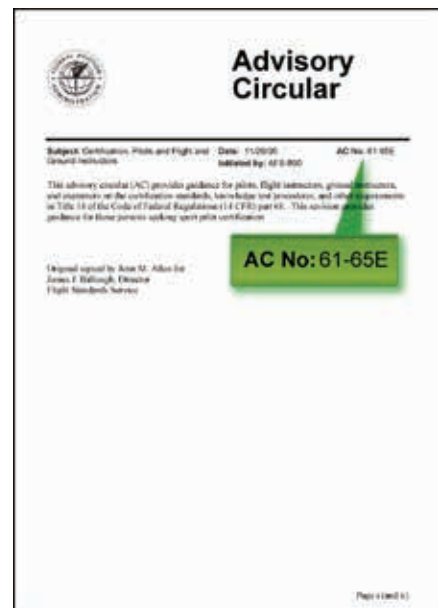 Advisory
Circular
Subject: Certification: Pilots and Flight and Ground Instructors
Date: 11/20/05
Initiated by: AFS-800
AC No: 61-65E
This advisory circular (AC) provides guidance for pilots, flight instructors, ground instructors,
and examiners on the certification standards, knowledge test procedures, and other requirements
in Title 14 of the Code of Federal Regulations (14 CFR) part 61. This revision provides
guidance for those persons seeking sport pilot certification.
AC No: 61-65E
Original signed by John M. Allen for
James J. Ballough, Director
Flight Standards Service